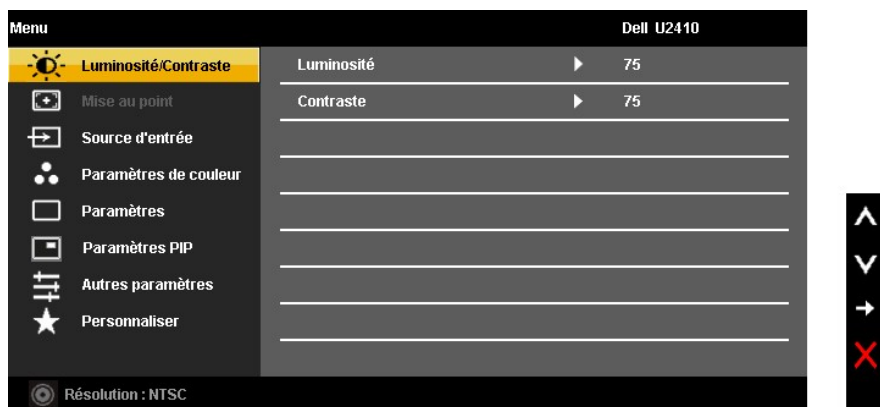 Menu
Dell U2410
Luminosité/Contraste
Luminosité
75
Mise au point
Contraste
75
Source d'entrée
Paramètres de couleur
Paramètres
Paramètres PIP
Autres paramètres
Personnaliser
Résolution : NTSC